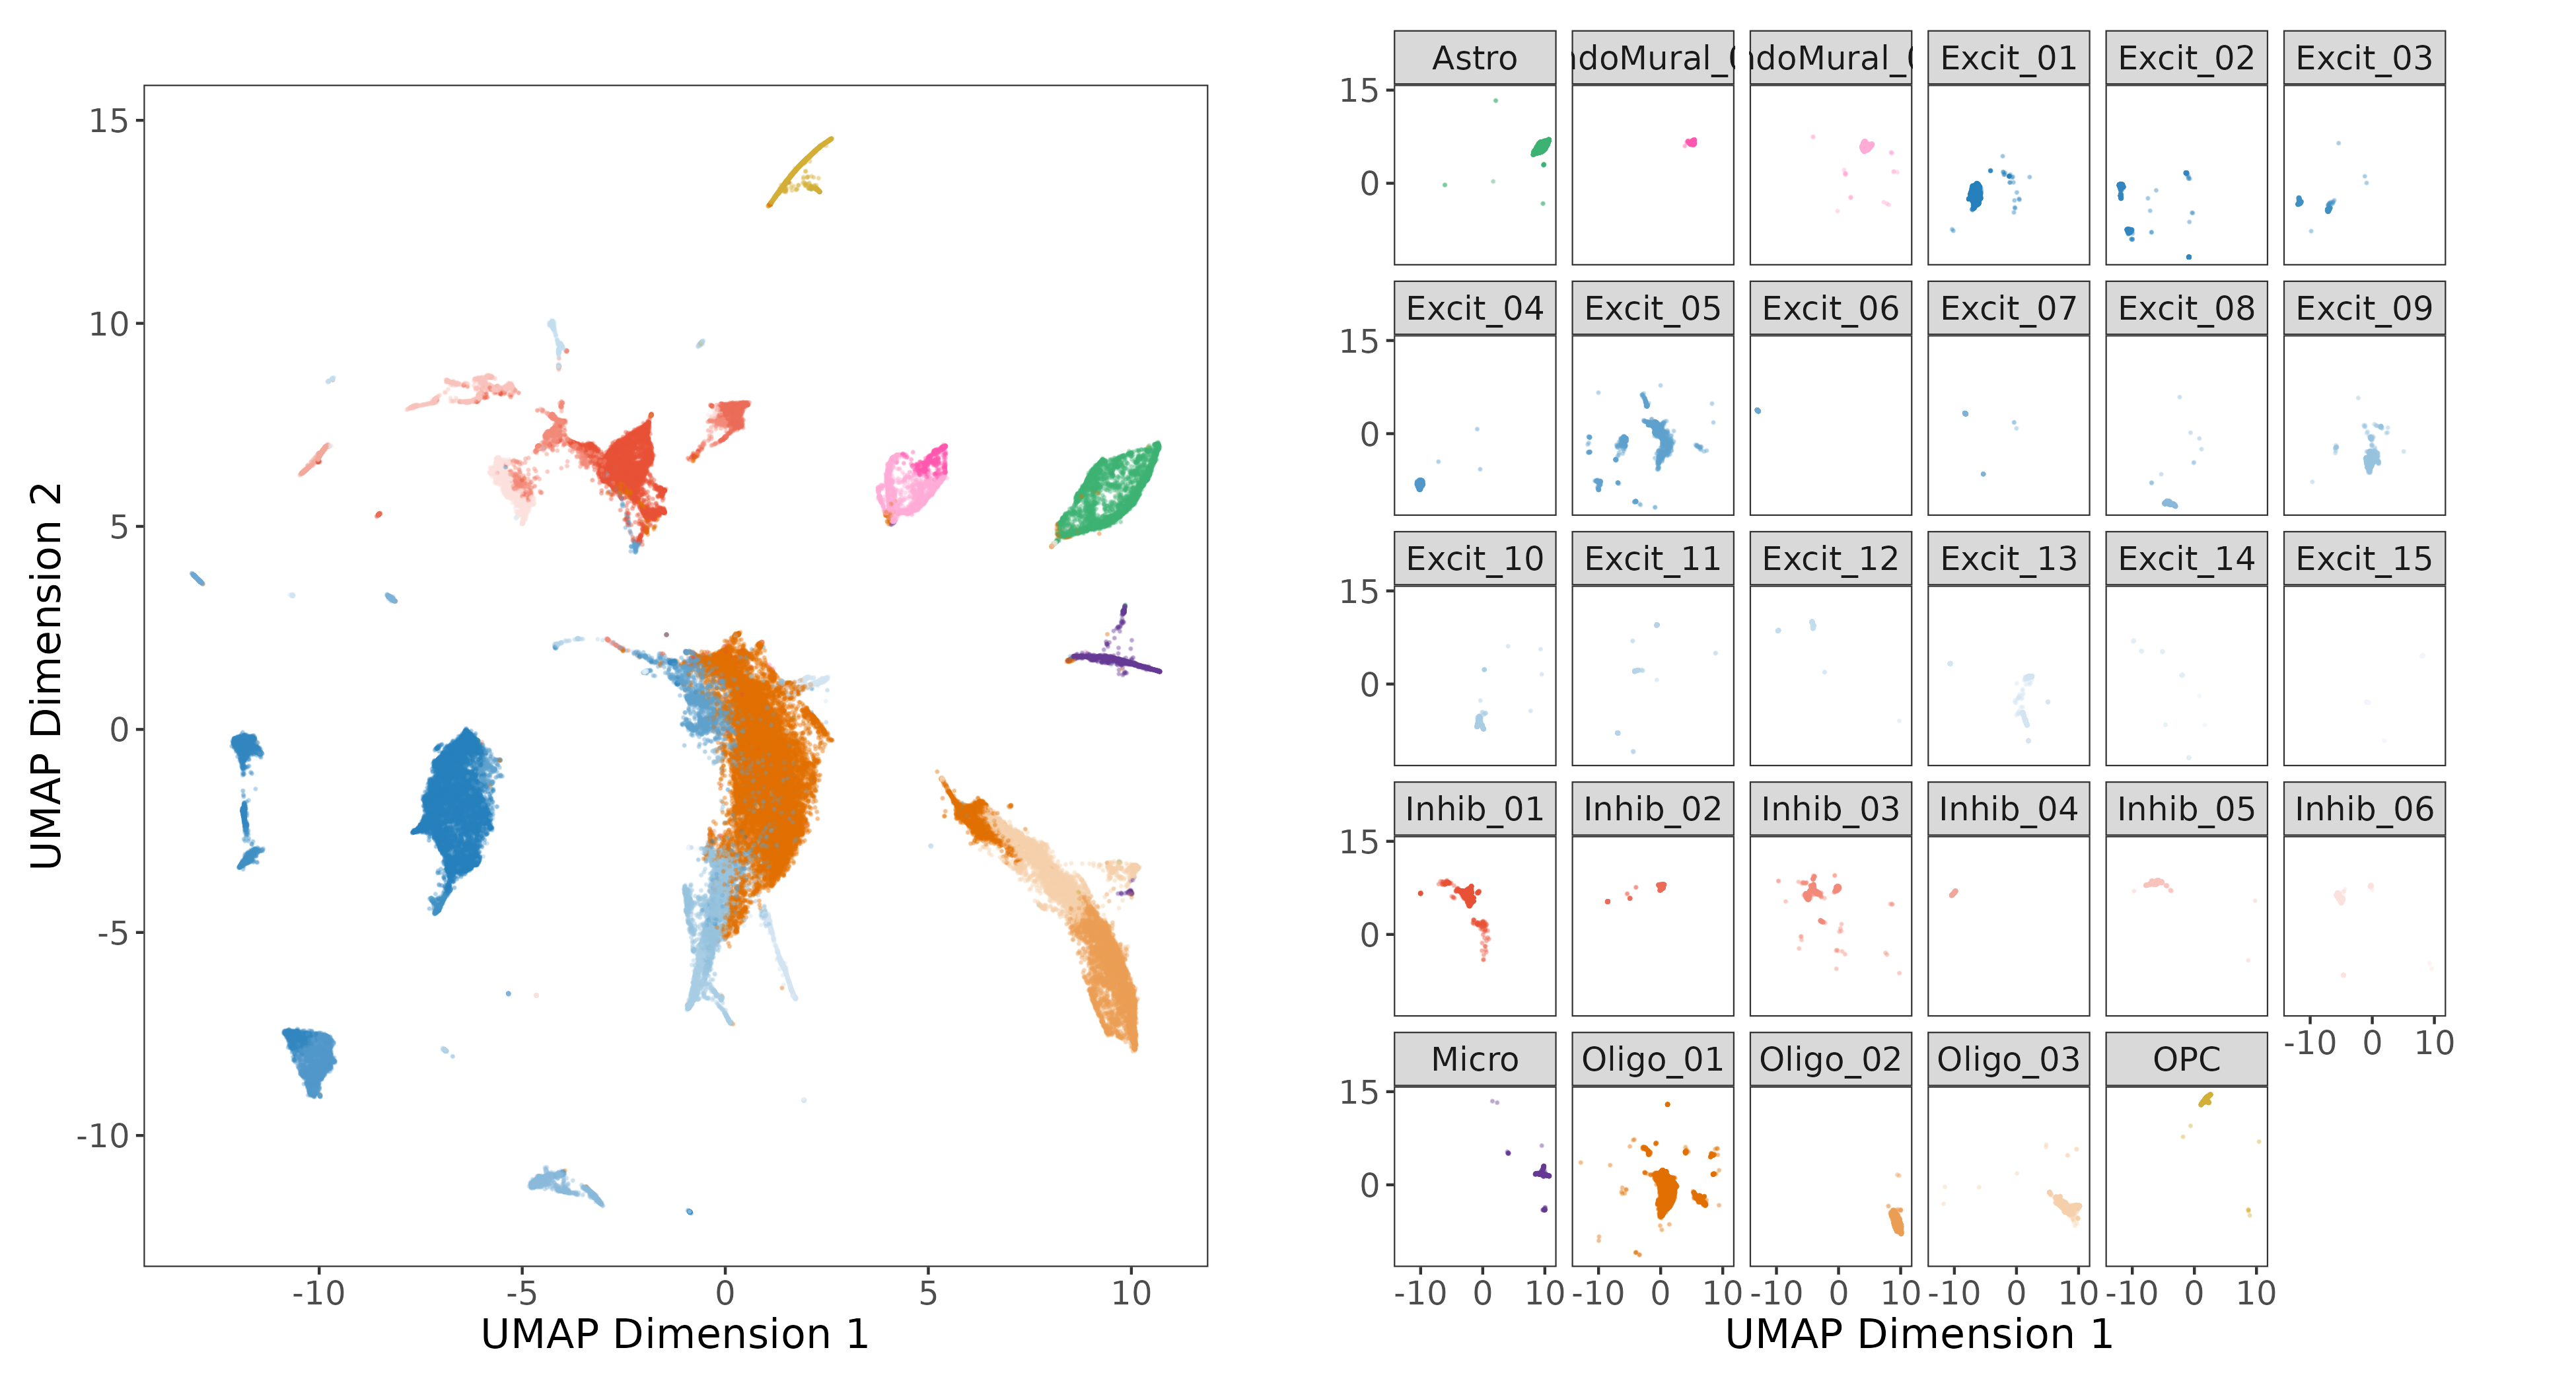 15
10
5
0
-5
-10
-10 -5 0 5 10
UMAP Dimension 1
UMAP Dimension 2
Astro ndoMural_ ndoMural_ Excit_01 Excit_02 Excit_03
15
0
Excit_04 Excit_05 Excit_06 Excit_07 Excit_08 Excit_09
15
0
Excit_10 Excit_11 Excit_12 Excit_13 Excit_14 Excit_15
15
0
Inhib_01 Inhib_02 Inhib_03 Inhib_04 Inhib_05 Inhib_06
15
0
-10 0 10
Micro Oligo_01 Oligo_02 Oligo_03 OPC
15
0
-10 0 10 -10 0 10 -10 0 10 -10 0 10 -10 0 10
UMAP Dimension 1